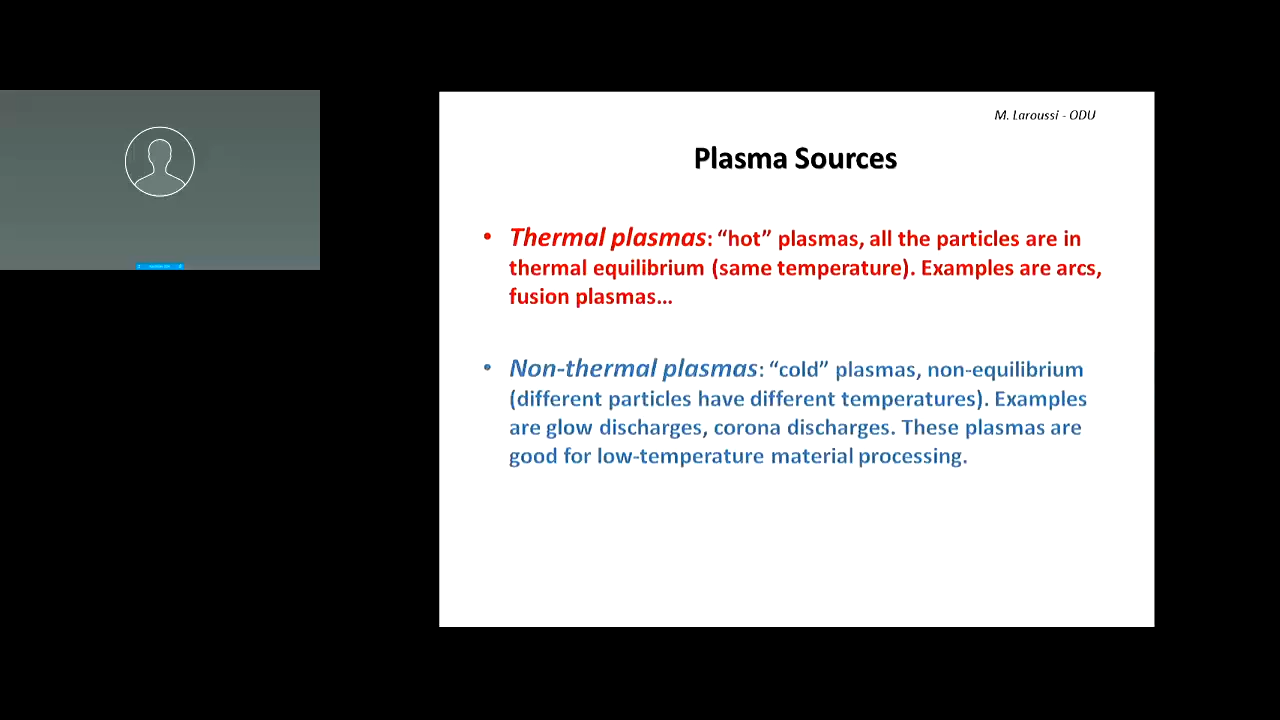 M. Laroussi - ODU
Plasma Sources
• Thermal plasmas: “hot” plasmas, all the particles are in
thermal equilibrium (same temperature). Examples are arcs,
fusion plasmas…
• Non-thermal plasmas: “cold” plasmas, non-equilibrium
(different particles have different temperatures). Examples
are glow discharges, corona discharges. These plasmas are
good for low-temperature material processing.